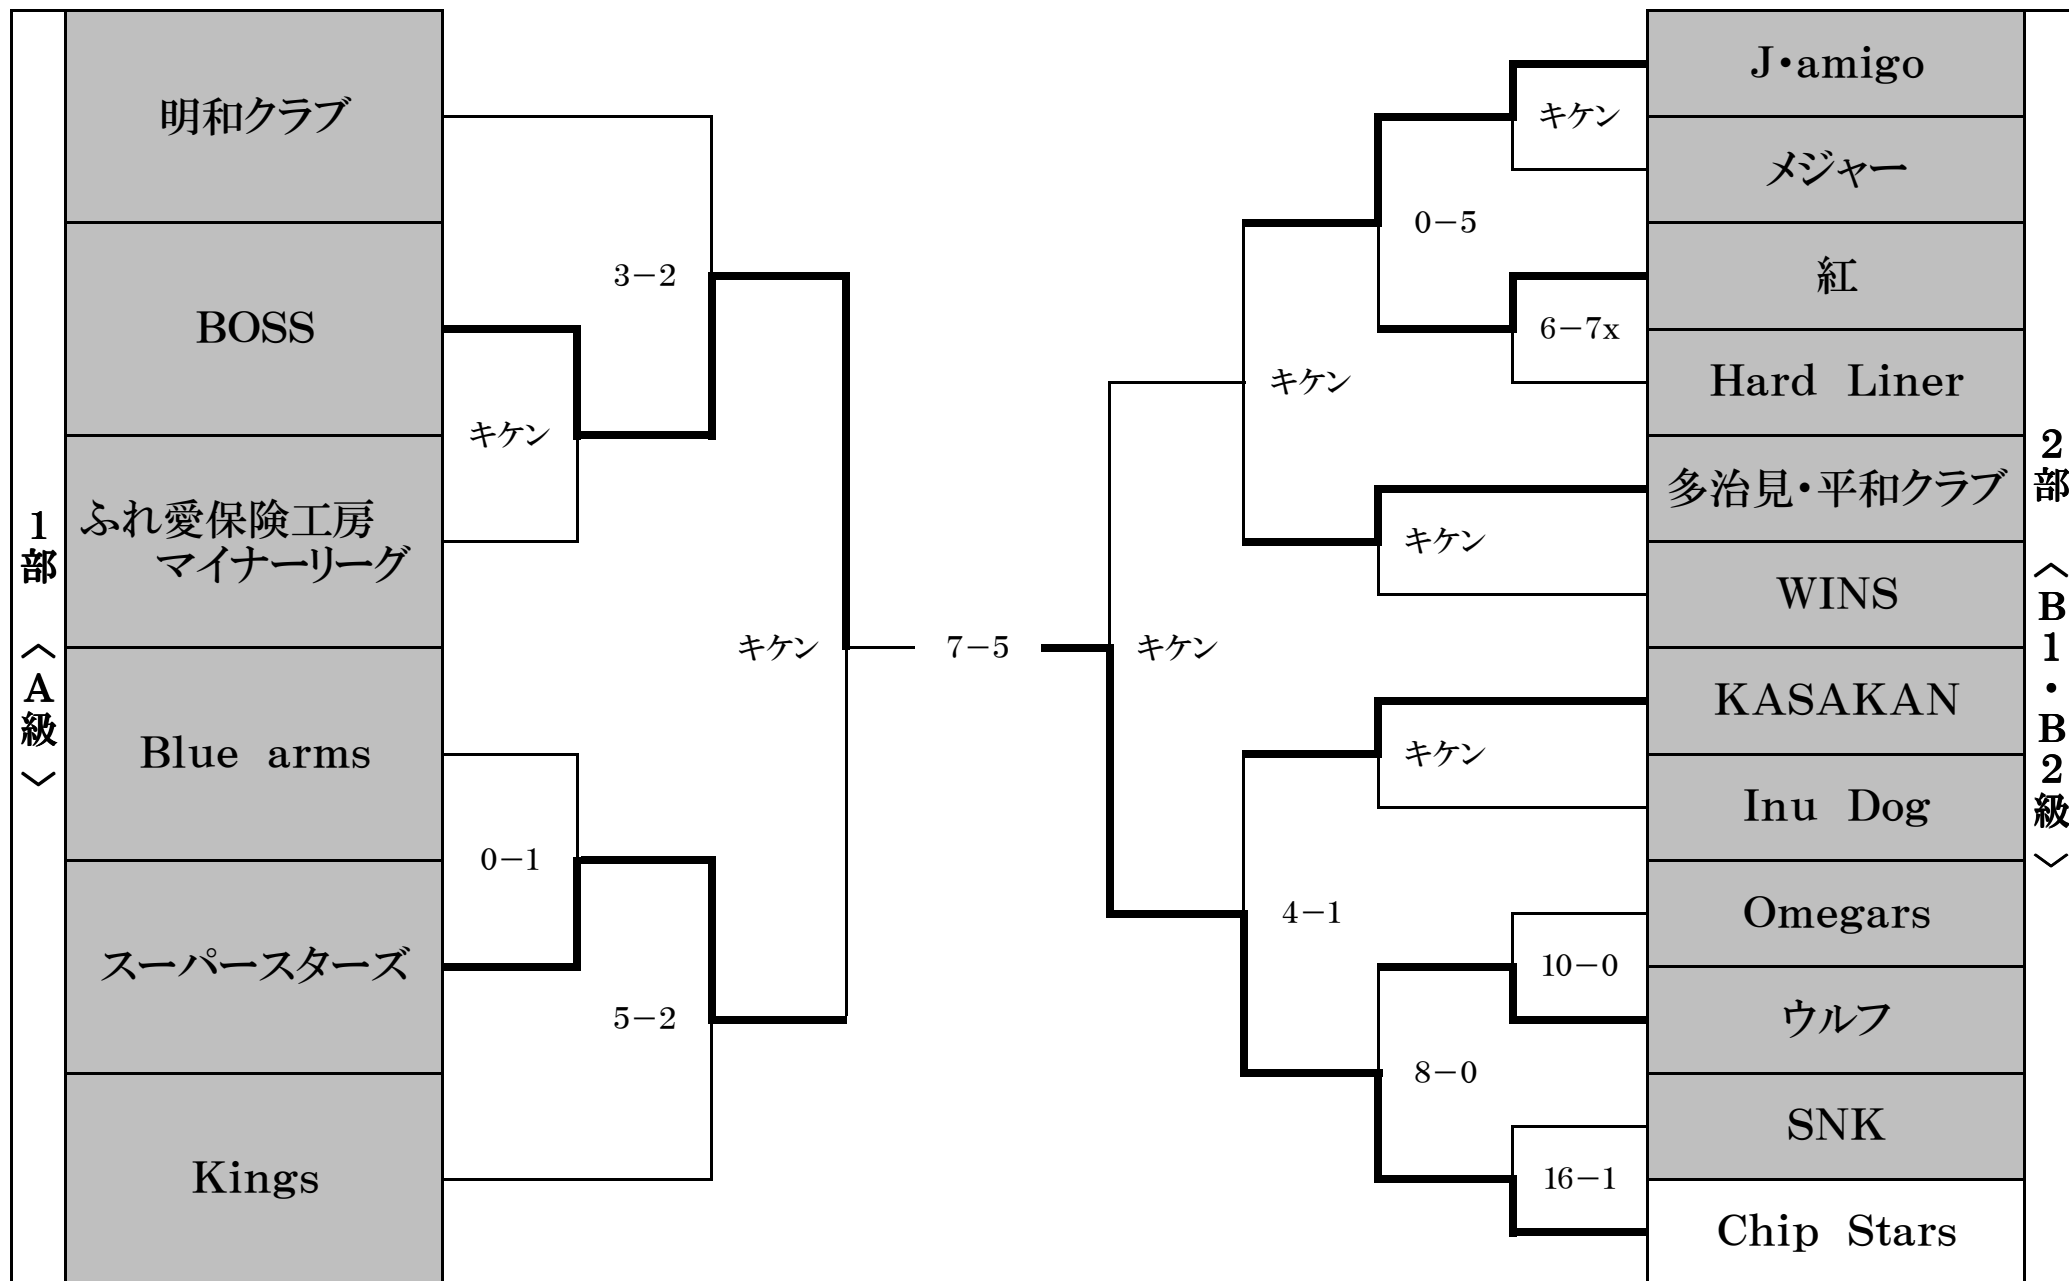 1部 〈A級〉
明和クラブ
BOSS
ふれ愛保険工房
マイナーリーグ
Blue arms
スーパースターズ
Kings
3−2
キケン
0−1
5−2
キケン
7−5
キケン
キケン
4−1
0−5
キケン
キケン
8−0
キケン
6−7x
10−0
16−1
J・amigo
メジャー
紅
Hard Liner
多治見・平和クラブ
WINS
KASAKAN
Inu Dog
Omegars
ウルフ
SNK
Chip Stars
2部 〈B1・B2級〉